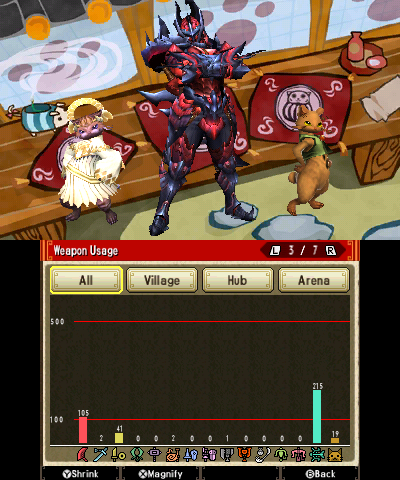 Weapon Usage
L 3 / 7 R
All Village Hub Arena
500
100
105 2 41 0 0 2 0 0 1 0 0 0 0 215 19
Y Shrink X Magnify B Back